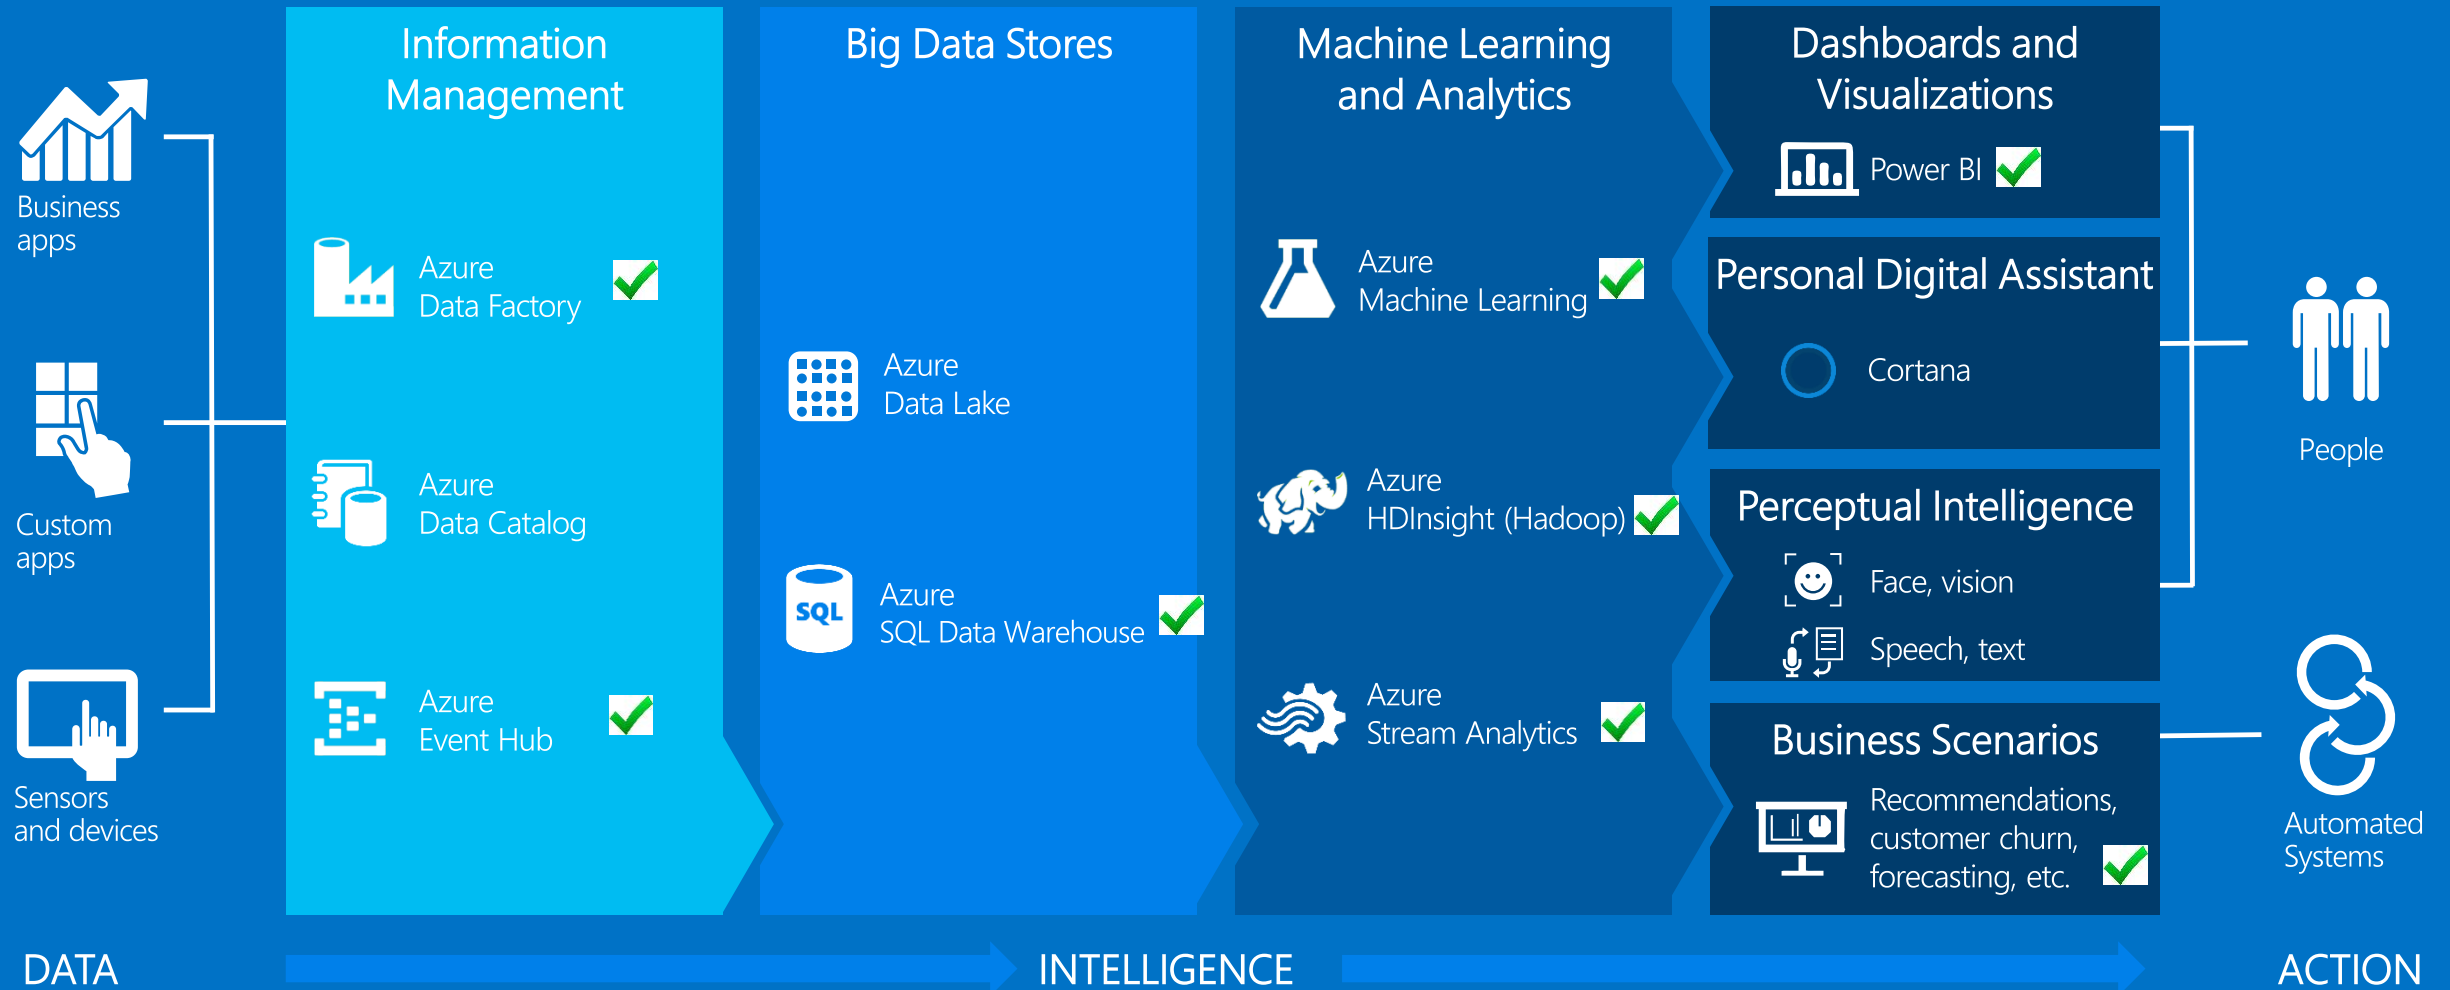 Business
apps
Custom
apps
Sensors
and devices
Information
Management
Azure
Data Factory
Azure
Data Catalog
Azure
Event Hub
Big Data Stores
Azure
Data Lake
SQL
Azure
SQL Data Warehouse
Machine Learning
and Analytics
Azure
Machine Learning
Azure
HDInsight (Hadoop)
Azure
Stream Analytics
Dashboards and
Visualizations
Power BI
Personal Digital Assistant
Cortana
Perceptual Intelligence
Face, vision
Speech, text
Business Scenarios
Recommendations,
customer churn,
forecasting, etc.
People
Automated
Systems
DATA
INTELLIGENCE
ACTION